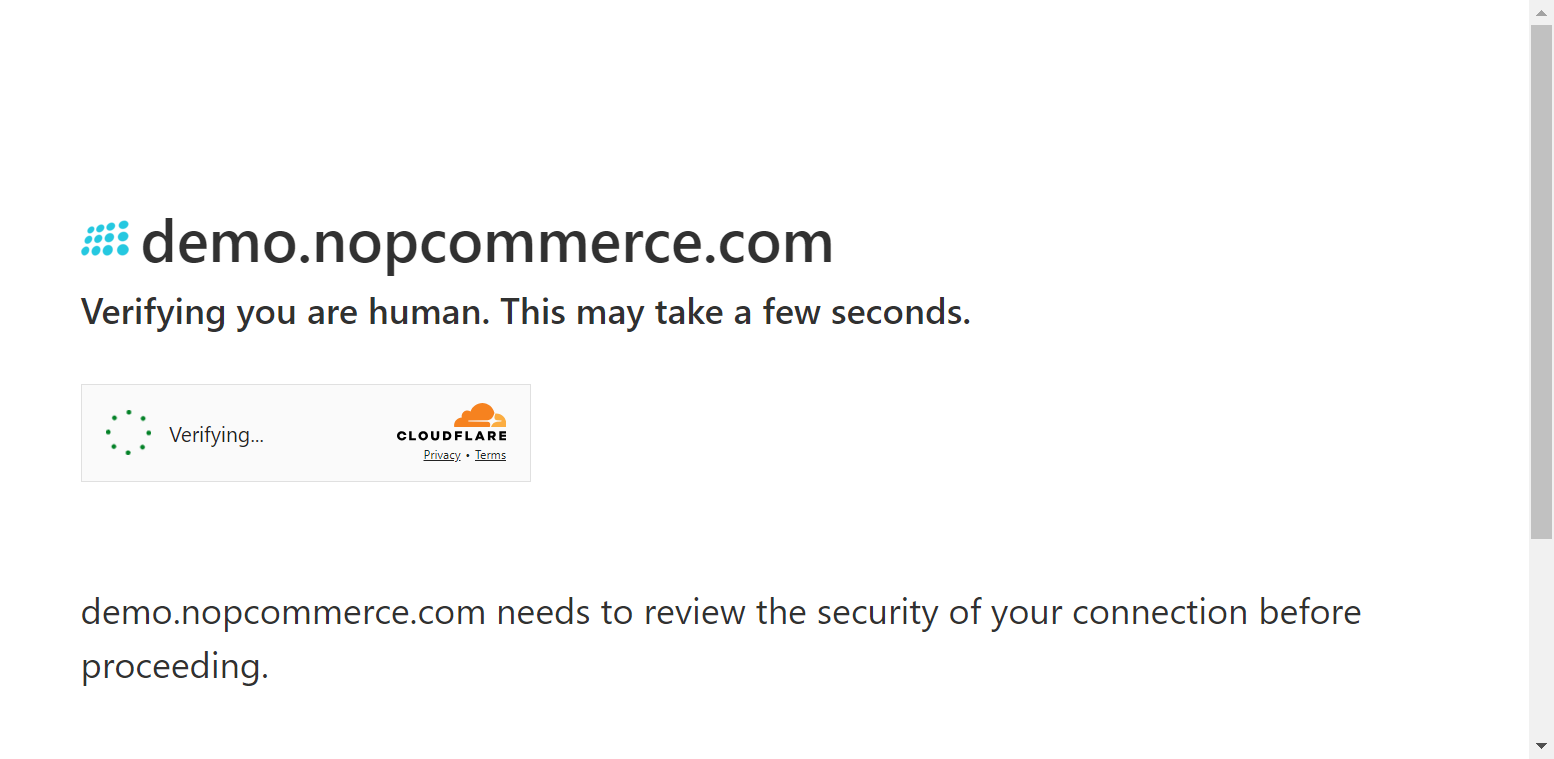 demo.nopcommerce.com
Verifying you are human. This may take a few seconds.
Verifying...
CLOUDFLARE
Privacy • Terms
demo.nopcommerce.com needs to review the security of your connection before
proceeding.